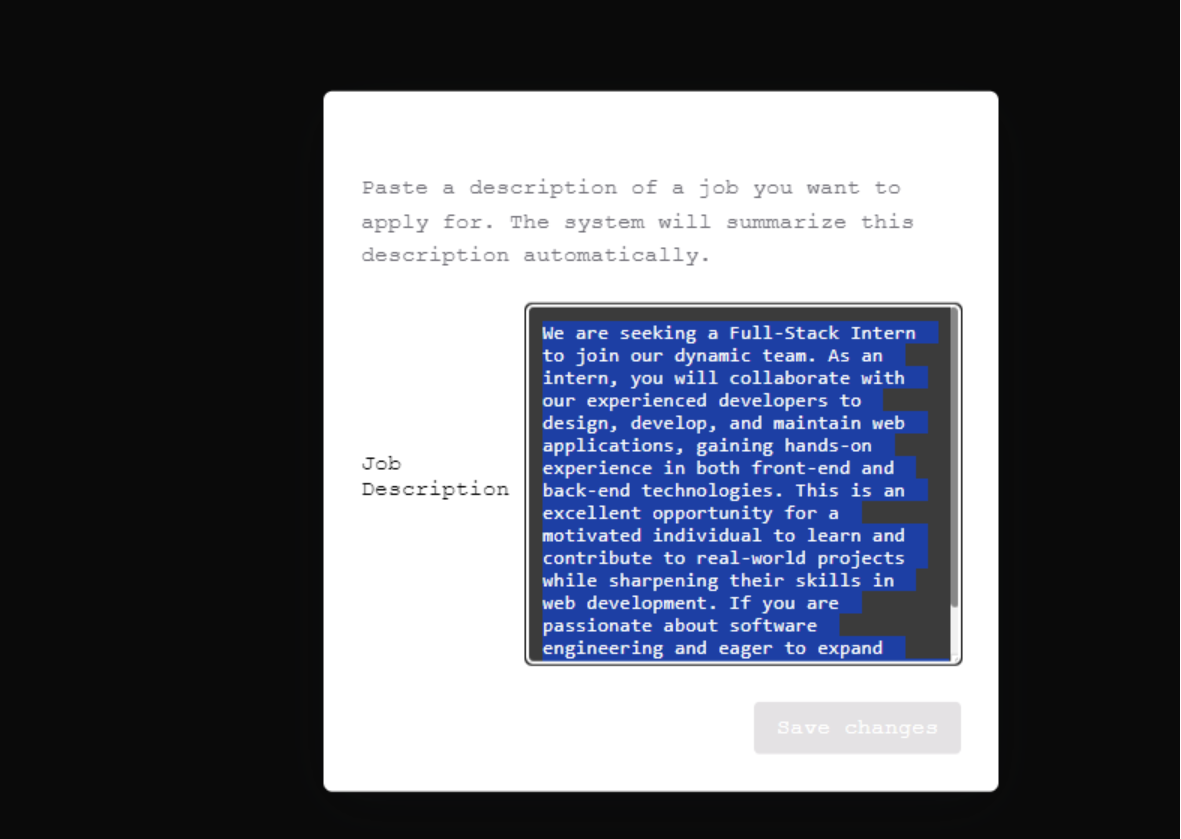 Paste a description of a job you want to
apply for. The system will summarize this
description automatically.
Job
Description
We are seeking a Full-Stack Intern
to join our dynamic team. As an
intern, you will collaborate with
our experienced developers to
design, develop, and maintain web
applications, gaining hands-on
experience in both front-end and
back-end technologies. This is an
excellent opportunity for a
motivated individual to learn and
contribute to real-world projects
while sharpening their skills in
web development. If you are
passionate about software
engineering and eager to expand
Save changes